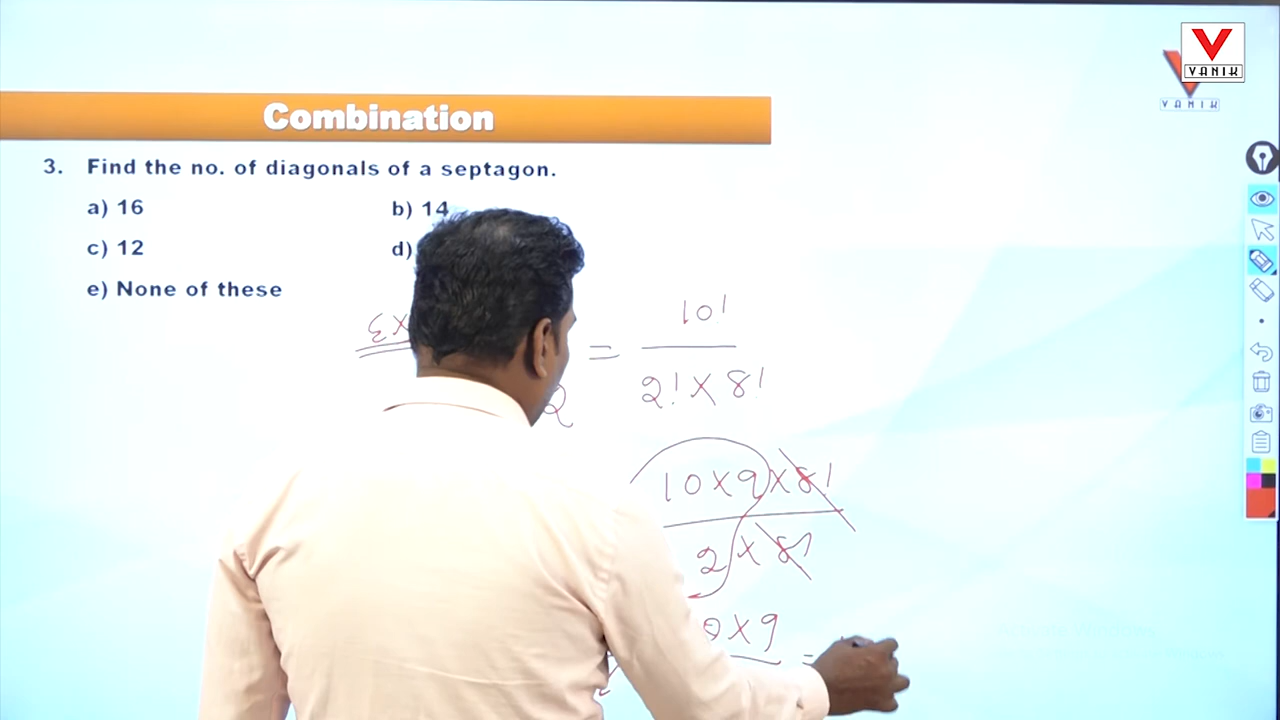 VANIK
VANIK
Combination
3. Find the no. of diagonals of a septagon.
a) 16 b) 14
c) 12 d)
e) None of these
= 10!
2! X 8!
10 X 9 X 8!
2 X 8!
0 X 9
=